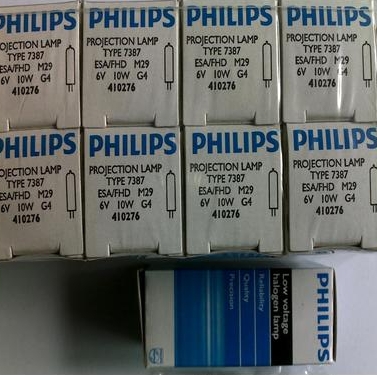 PHILIPS
PROJECTION LAMP
TYPE 7387
ESA/FHD M29
6V 10W G4
410276
PHILIPS
PROJECTION LAMP
TYPE 7387
ESA/FHD M29
6V 10W G4
410276
PHILIPS
PROJECTION LAMP
TYPE 7387
ESA/FHD M29
6V 10W G4
410276
PHILIPS
PROJECTION LAMP
TYPE 7387
ESA/FHD M29
6V 10W G4
410276
PHILIPS
PROJECTION LAMP
TYPE 7387
ESA/FHD M29
6V 10W G4
410276
PHILIPS
PROJECTION LAMP
TYPE 7387
ESA/FHD M29
6V 10W G4
410276
PHILIPS
PROJECTION LAMP
TYPE 7387
ESA/FHD M29
6V 10W G4
410276
PHILIPS
PROJECTION LAMP
TYPE 7387
ESA/FHD M29
6V 10W G4
410276
PHILIPS
Low voltage
halogen lamp
Reliability
Quality
Precision